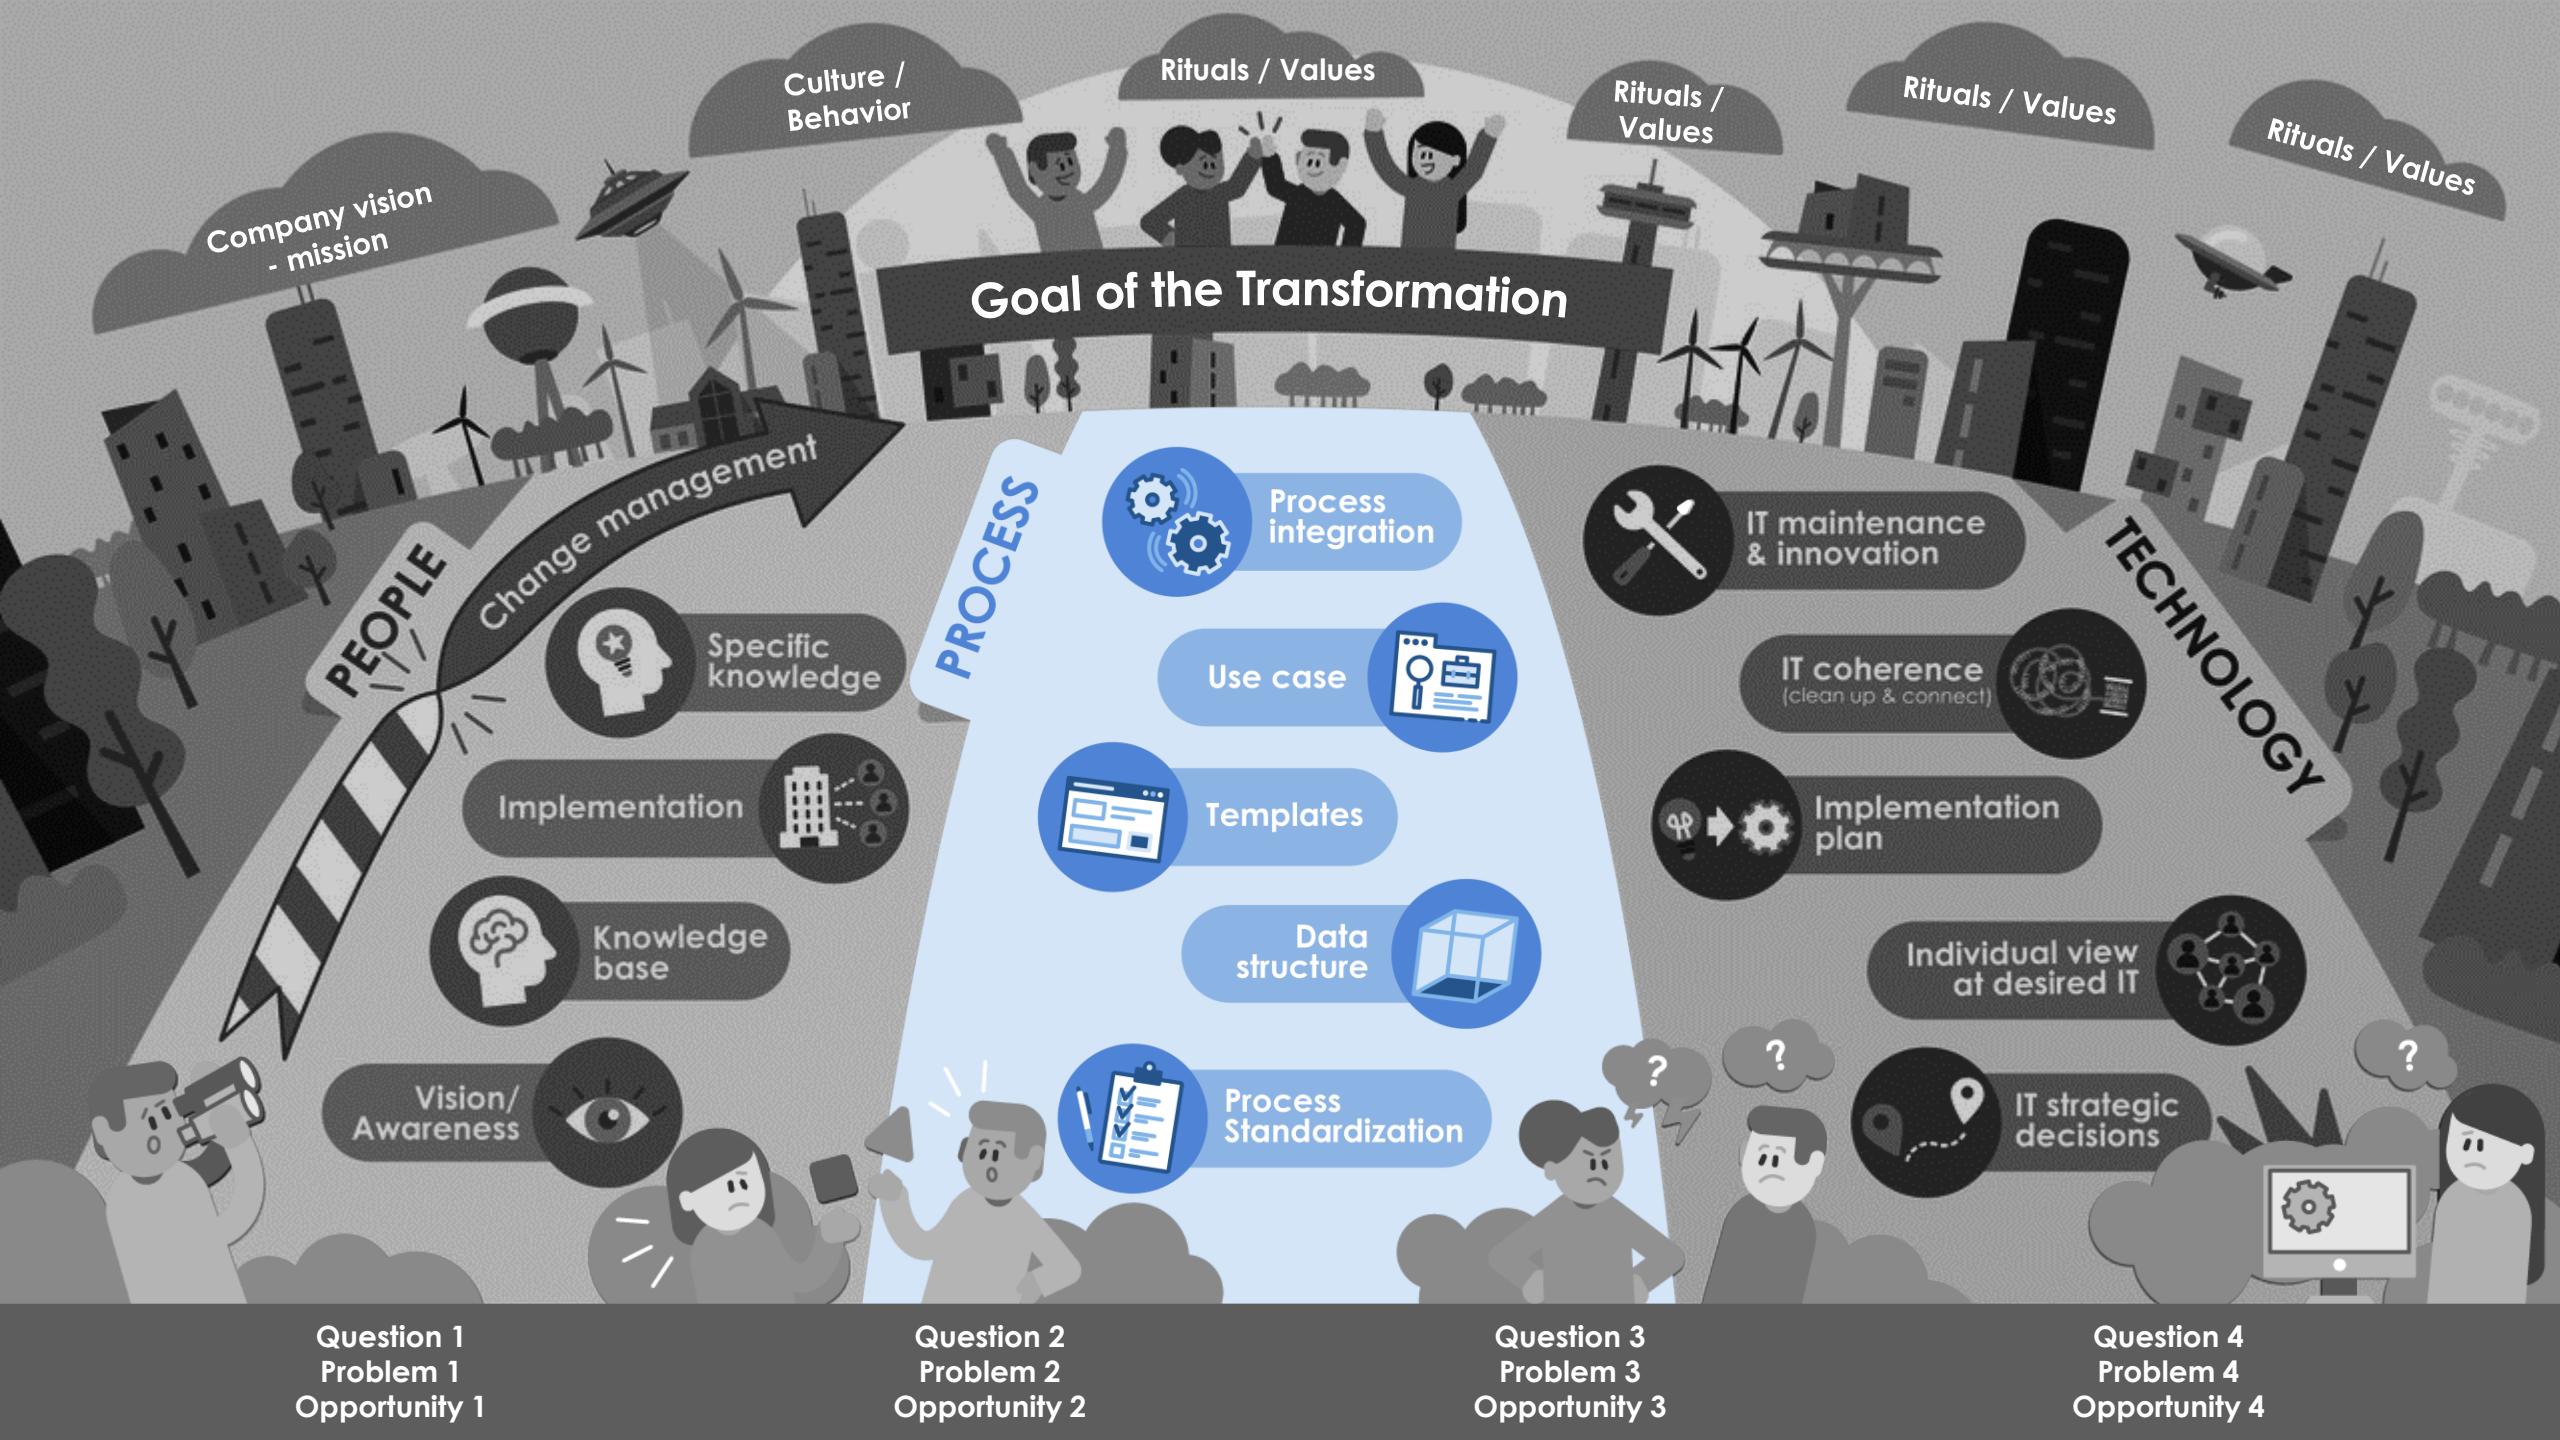 Company vision
- mission
Culture /
Behavior
Rituals / Values
Rituals /
Values
Rituals / Values
Rituals / Values
Goal of the Transformation
PEOPLE
Change management
Specific
knowledge
Implementation
Knowledge
base
Vision/
Awareness
PROCESS
Process
integration
Use case
Templates
Data
structure
Process
Standardization
TECHNOLOGY
IT maintenance
& innovation
IT coherence
(clean up & connect)
Implementation
plan
Individual view
at desired IT
IT strategic
decisions
?
?
?
Question 1
Problem 1
Opportunity 1
Question 2
Problem 2
Opportunity 2
Question 3
Problem 3
Opportunity 3
Question 4
Problem 4
Opportunity 4